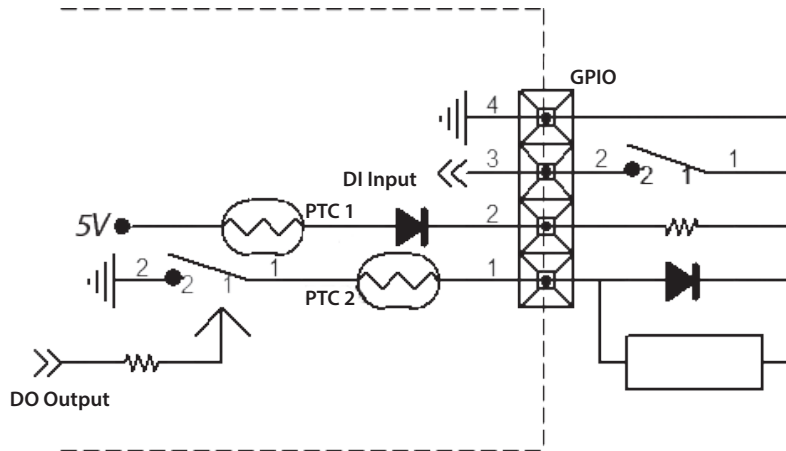 GPIO
4
3 2 2 1 1
DI Input
5V PTC 1 2
2 2 1 1 PTC 2 1
DO Output